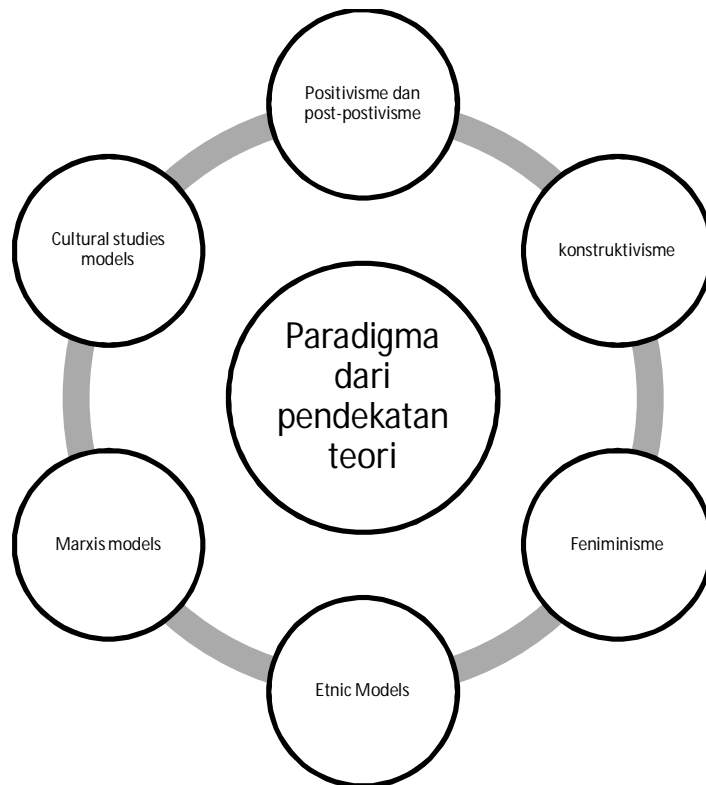 Positivisme dan
post-postivisme
Cultural studies
models
konstruktivisme
Paradigma
dari
pendekatan
teori
Marxis models
Feniminisme
Etnic Models